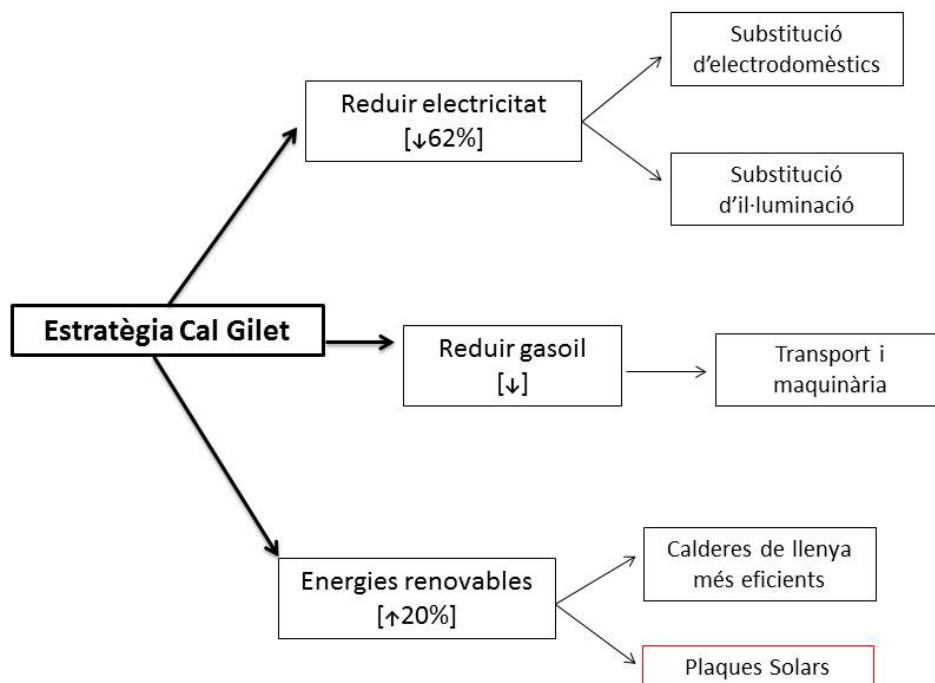 Substitució
d'electrodomèstics
Reduir electricitat
[↓62%]
Substitució
d'il·luminació
Estratègia Cal Gilet
Reduir gasoil
[↓]
Transport i
maquinària
Calderes de llenya
més eficients
Energies renovables
[↑20%]
Plaques Solars